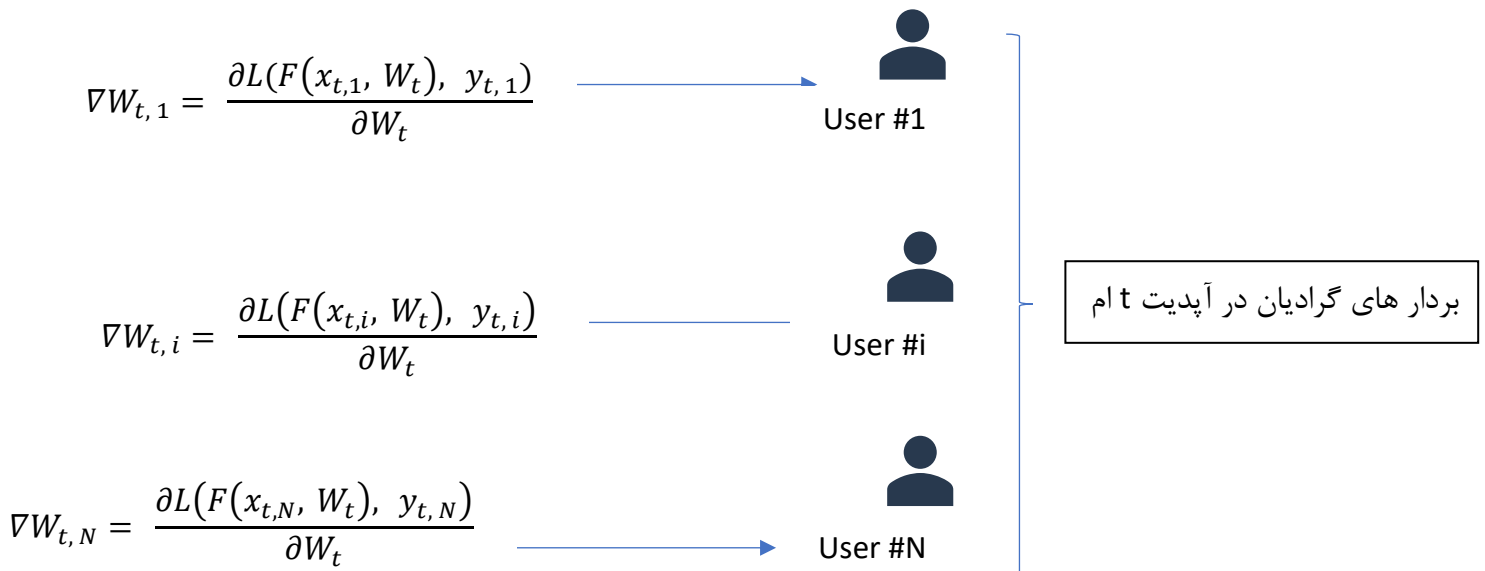 ∇W_{t, 1} = ∂L(F(x_{t,1}, W_t), y_{t, 1}) / ∂W_t
User #1
∇W_{t, i} = ∂L(F(x_{t,i}, W_t), y_{t, i}) / ∂W_t
User #i
بردار های گرادیان در آپدیت t ام
∇W_{t, N} = ∂L(F(x_{t,N}, W_t), y_{t, N}) / ∂W_t
User #N